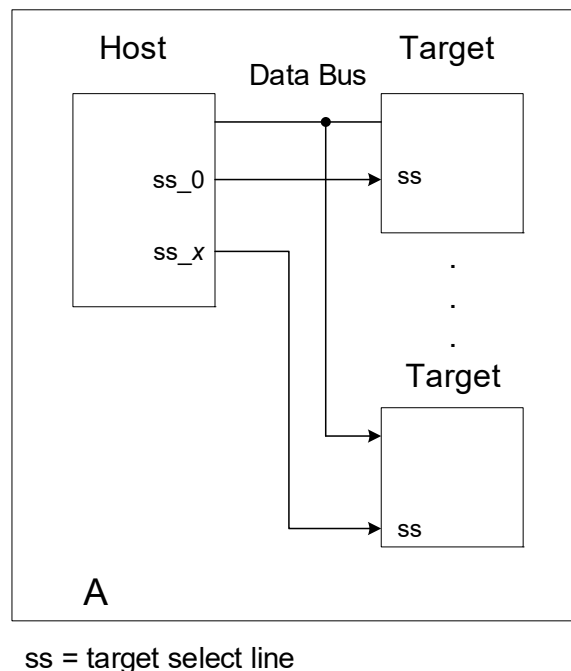 Host
Target
Data Bus
ss_0
ss
ss_x
.
.
.
Target
ss
A
ss = target select line